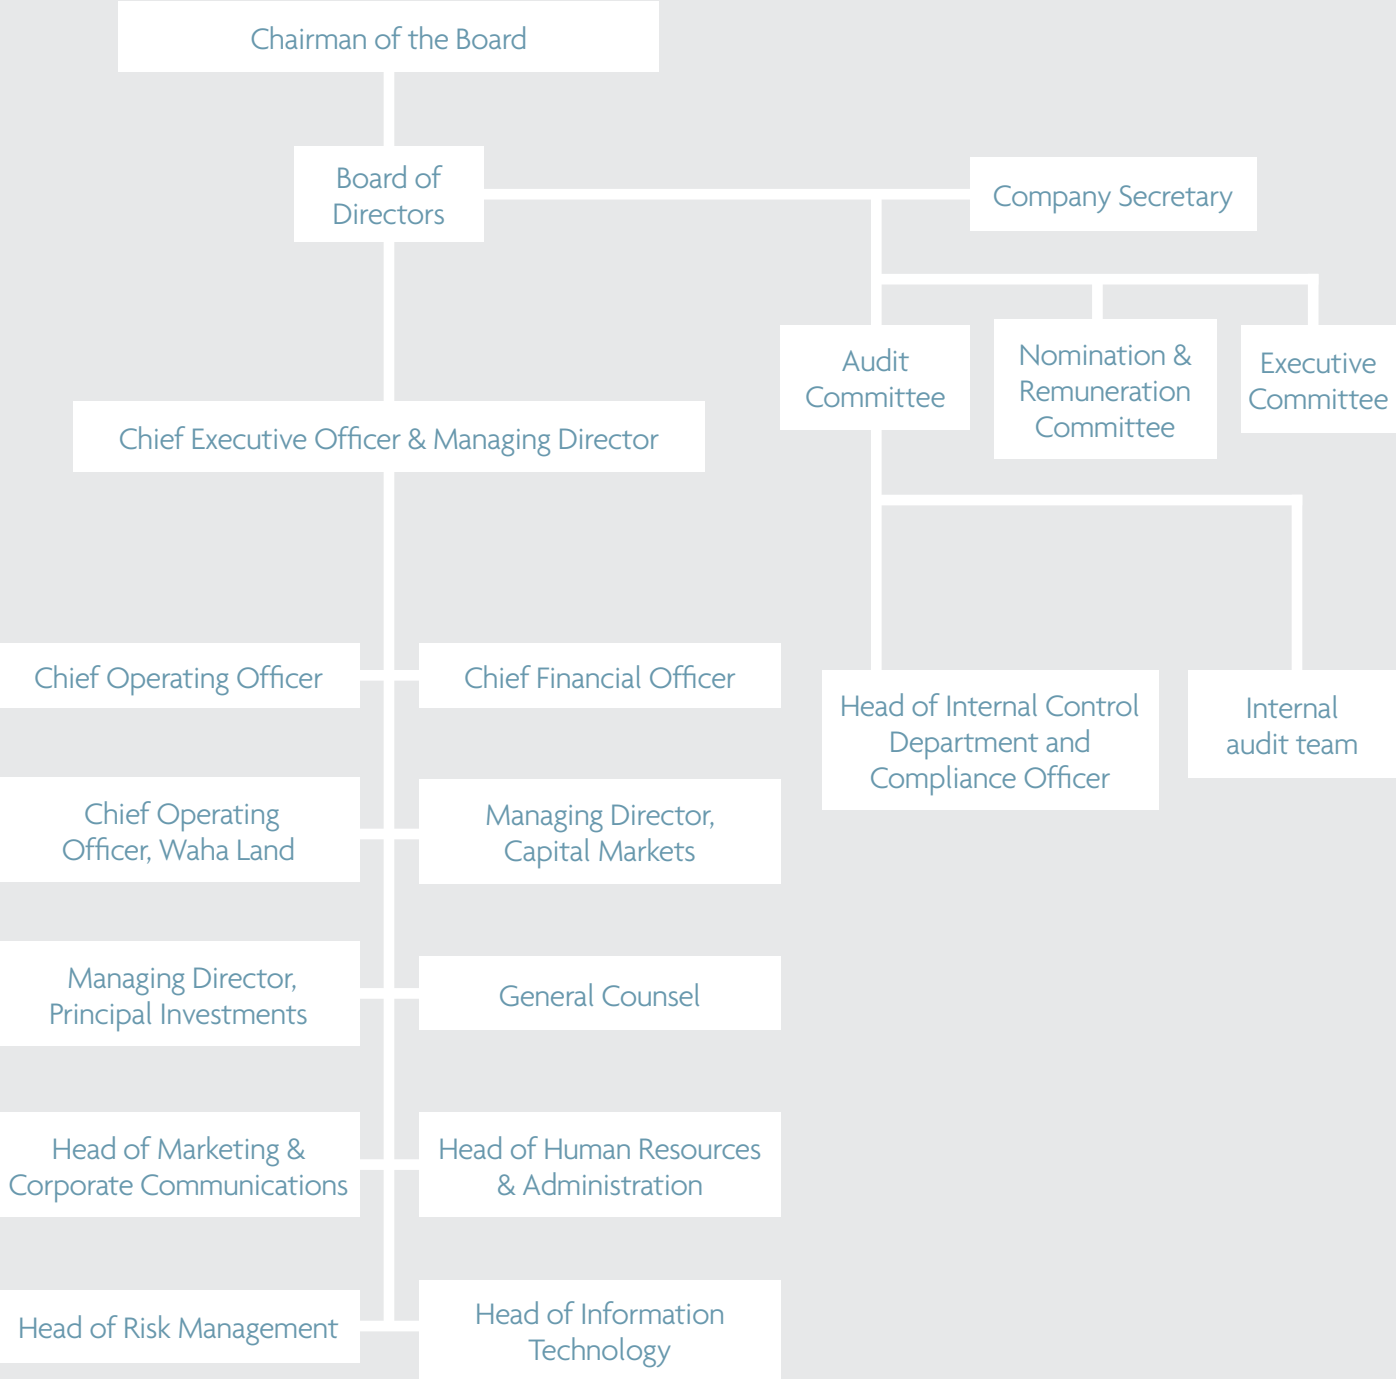 Chairman of the Board
Board of
Directors
Company Secretary
Audit
Committee
Nomination &
Remuneration
Committee
Executive
Committee
Chief Executive Officer & Managing Director
Chief Operating Officer
Chief Financial Officer
Head of Internal Control
Department and
Compliance Officer
Internal
audit team
Chief Operating
Officer, Waha Land
Managing Director,
Capital Markets
Managing Director,
Principal Investments
General Counsel
Head of Marketing &
Corporate Communications
Head of Human Resources
& Administration
Head of Risk Management
Head of Information
Technology